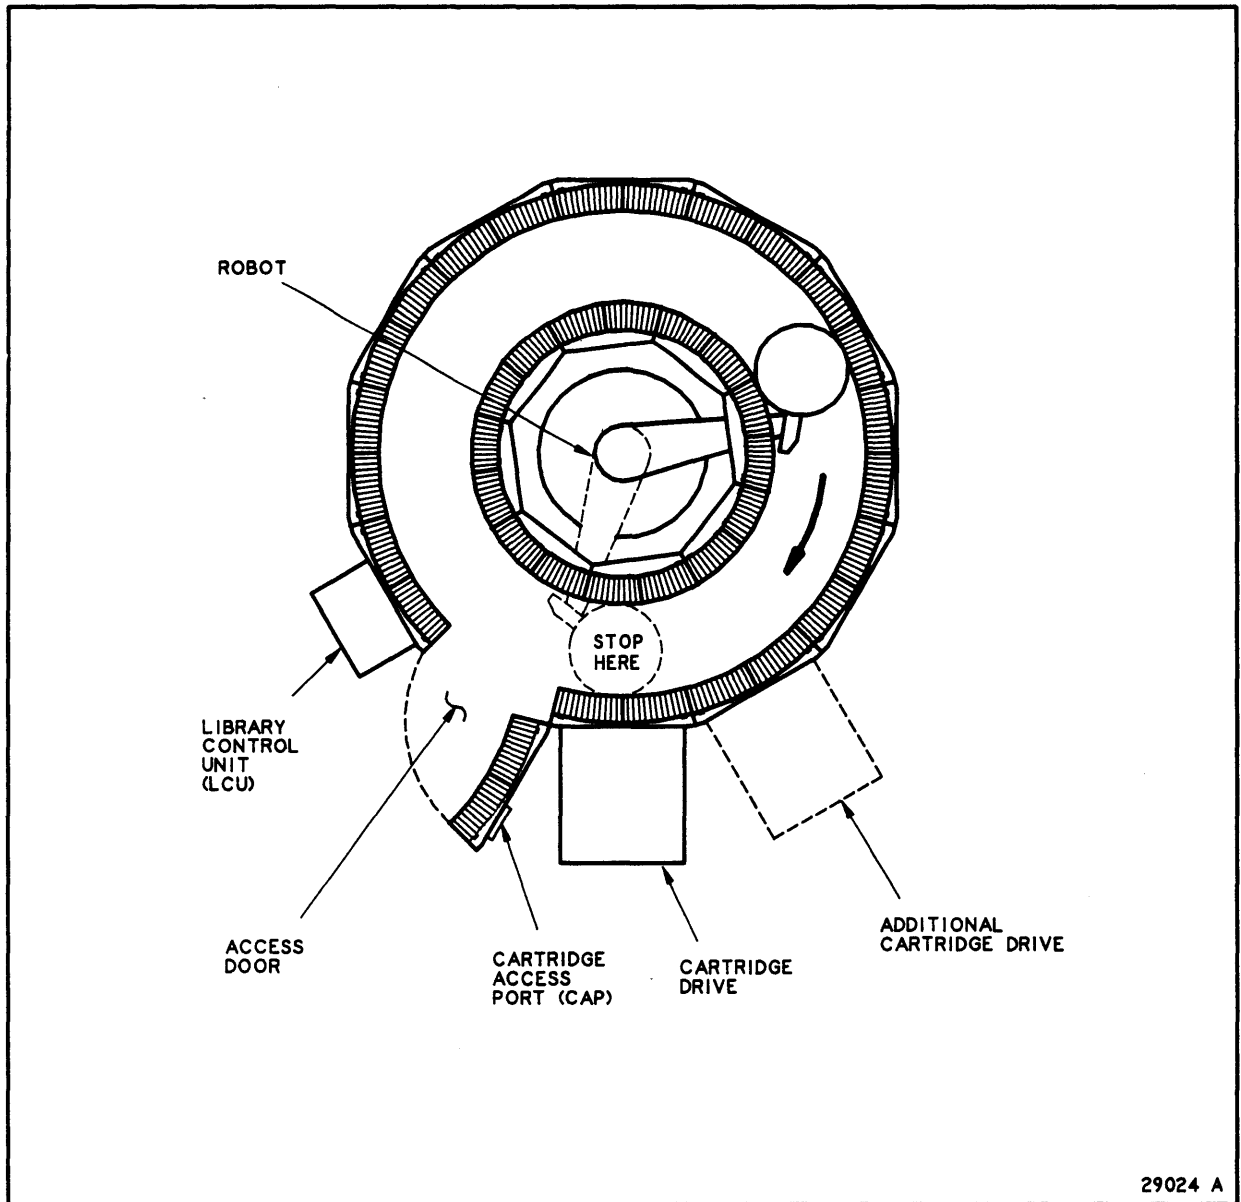 ROBOT
STOP
HERE
LIBRARY
CONTROL
UNIT
(LCU)
ACCESS
DOOR
CARTRIDGE
ACCESS
PORT (CAP)
CARTRIDGE
DRIVE
ADDITIONAL
CARTRIDGE DRIVE
29024 A